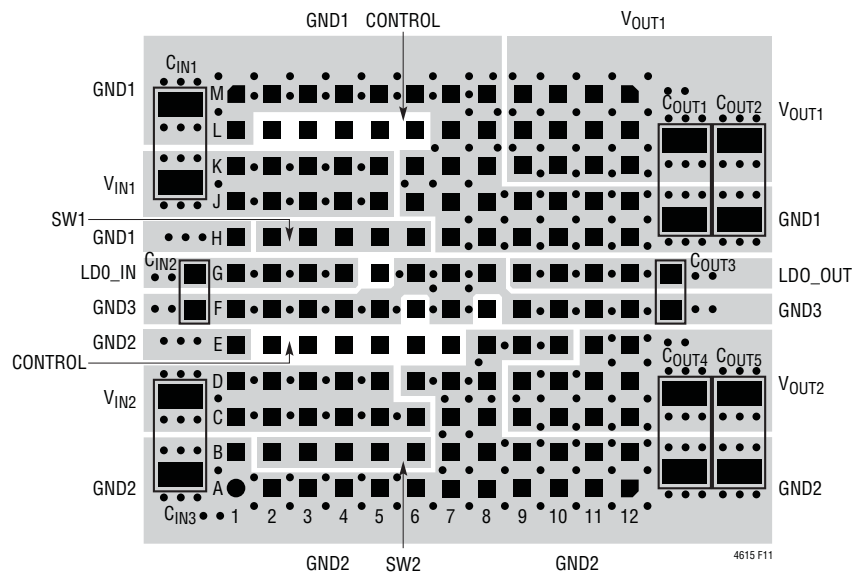 GND1 CONTROL VOUT1
CIN1
GND1
M
COUT1 COUT2
VOUT1
L
K
VIN1
J
SW1
GND1 H GND1
CIN2
LDO_IN G COUT3 LDO_OUT
GND3 F GND3
GND2 E
CONTROL
COUT4 COUT5
D
VIN2 VOUT2
C
B
GND2 A GND2
CIN3 1 2 3 4 5 6 7 8 9 10 11 12
GND2 SW2 GND2
4615 F11